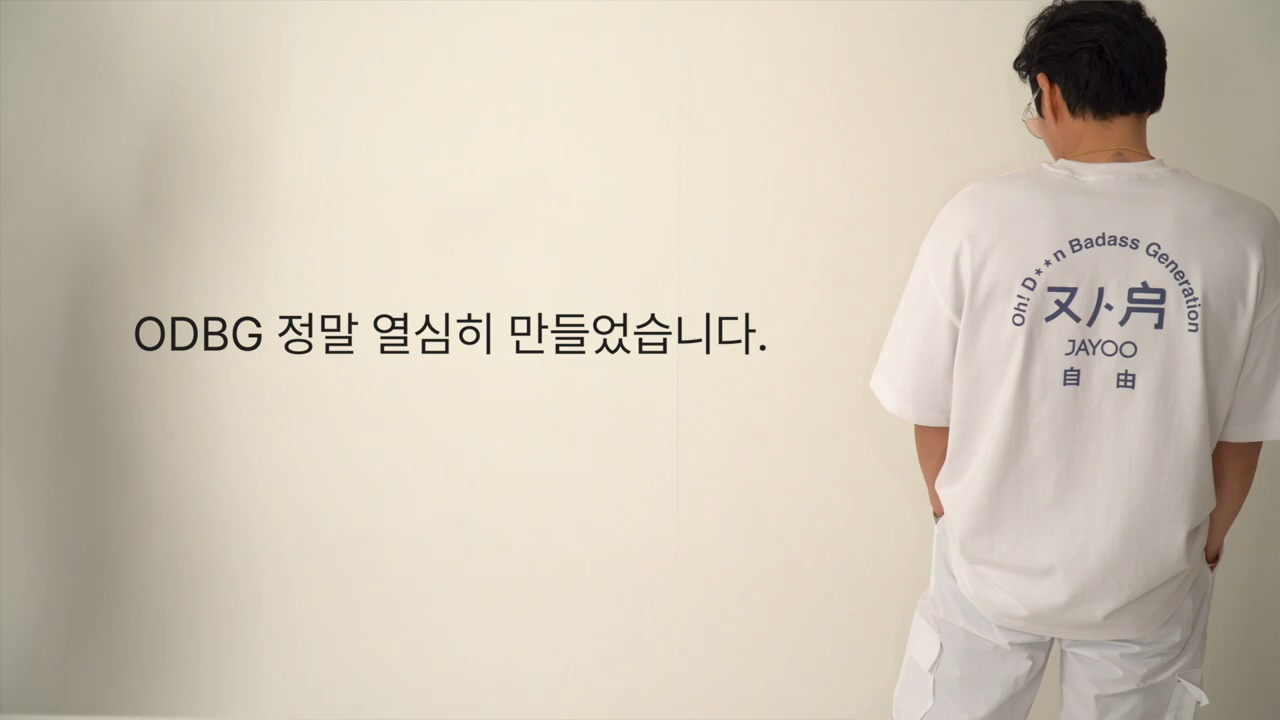 ODBG 정말 열심히 만들었습니다.
Oh! D**n Badass Generation
자유
JAYOO
自 由